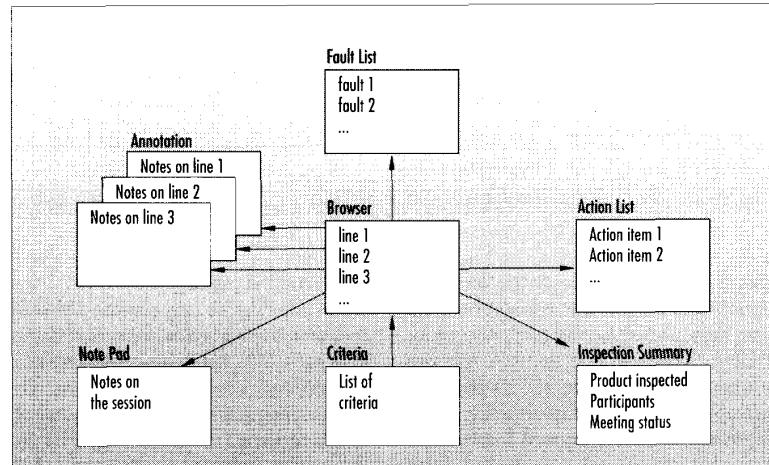 Fault List
fault 1
fault 2
...
Annotation
Notes on line 1
Notes on line 2
Notes on line 3
Browser
line 1
line 2
line 3
...
Action List
Action item 1
Action item 2
...
Note Pad
Notes on
the session
Criteria
List of
criteria
Inspection Summary
Product inspected
Participants
Meeting status